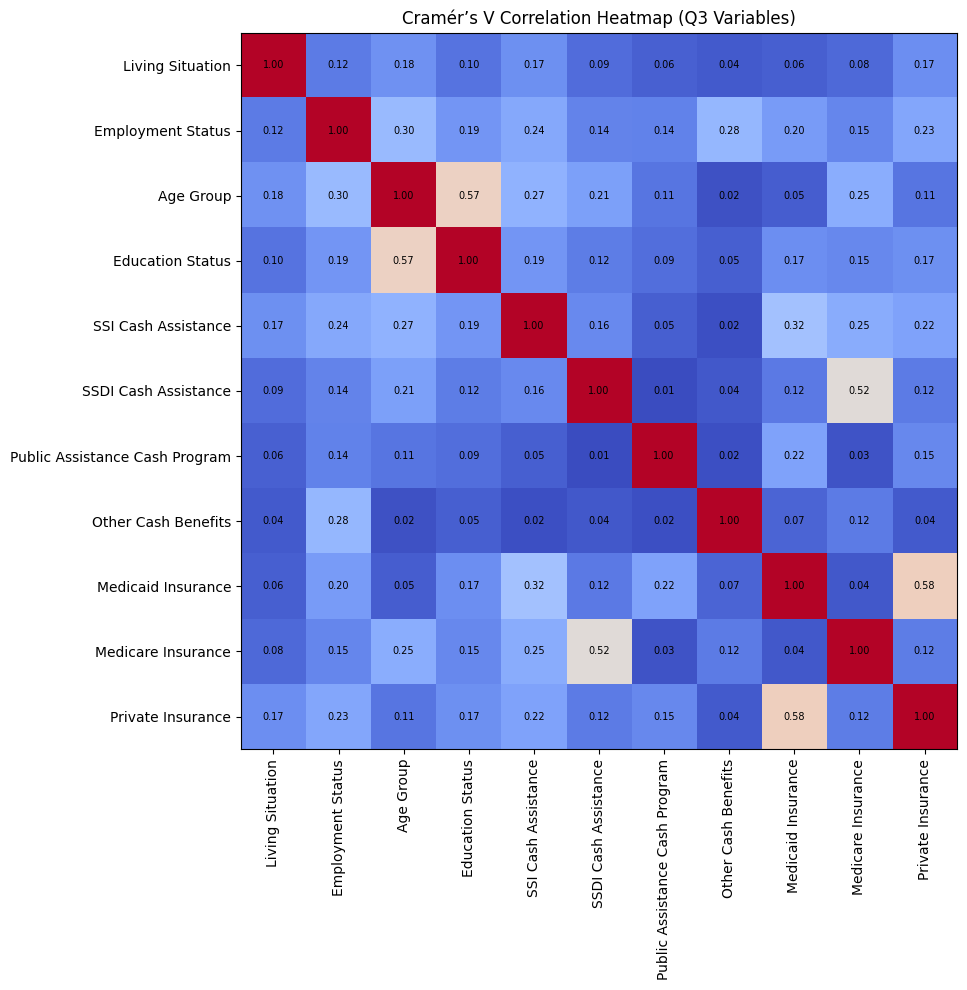 Cramér’s V Correlation Heatmap (Q3 Variables)
Living Situation 1.00 0.12 0.18 0.10 0.17 0.09 0.06 0.04 0.06 0.08 0.17
Employment Status 0.12 1.00 0.30 0.19 0.24 0.14 0.14 0.28 0.20 0.15 0.23
Age Group 0.18 0.30 1.00 0.57 0.27 0.21 0.11 0.02 0.05 0.25 0.11
Education Status 0.10 0.19 0.57 1.00 0.19 0.12 0.09 0.05 0.17 0.15 0.17
SSI Cash Assistance 0.17 0.24 0.27 0.19 1.00 0.16 0.05 0.02 0.32 0.25 0.22
SSDI Cash Assistance 0.09 0.14 0.21 0.12 0.16 1.00 0.01 0.04 0.12 0.52 0.12
Public Assistance Cash Program 0.06 0.14 0.11 0.09 0.05 0.01 1.00 0.02 0.22 0.03 0.15
Other Cash Benefits 0.04 0.28 0.02 0.05 0.02 0.04 0.02 1.00 0.07 0.12 0.04
Medicaid Insurance 0.06 0.20 0.05 0.17 0.32 0.12 0.22 0.07 1.00 0.04 0.58
Medicare Insurance 0.08 0.15 0.25 0.15 0.25 0.52 0.03 0.12 0.04 1.00 0.12
Private Insurance 0.17 0.23 0.11 0.17 0.22 0.12 0.15 0.04 0.58 0.12 1.00
Living Situation
Employment Status
Age Group
Education Status
SSI Cash Assistance
SSDI Cash Assistance
Public Assistance Cash Program
Other Cash Benefits
Medicaid Insurance
Medicare Insurance
Private Insurance